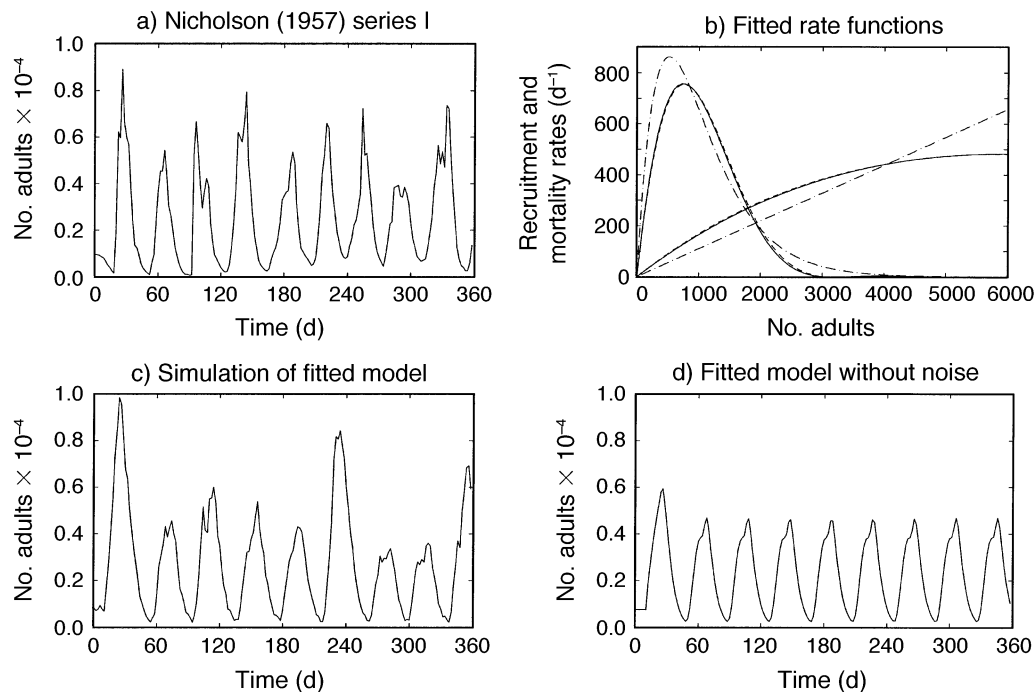 a) Nicholson (1957) series I
No. adults × 10⁻⁴
1.0
0.8
0.6
0.4
0.2
0.0
0 60 120 180 240 300 360
Time (d)
b) Fitted rate functions
Recruitment and
mortality rates (d⁻¹)
800
600
400
200
0
0 1000 2000 3000 4000 5000 6000
No. adults
c) Simulation of fitted model
No. adults × 10⁻⁴
1.0
0.8
0.6
0.4
0.2
0.0
0 60 120 180 240 300 360
Time (d)
d) Fitted model without noise
No. adults × 10⁻⁴
1.0
0.8
0.6
0.4
0.2
0.0
0 60 120 180 240 300 360
Time (d)